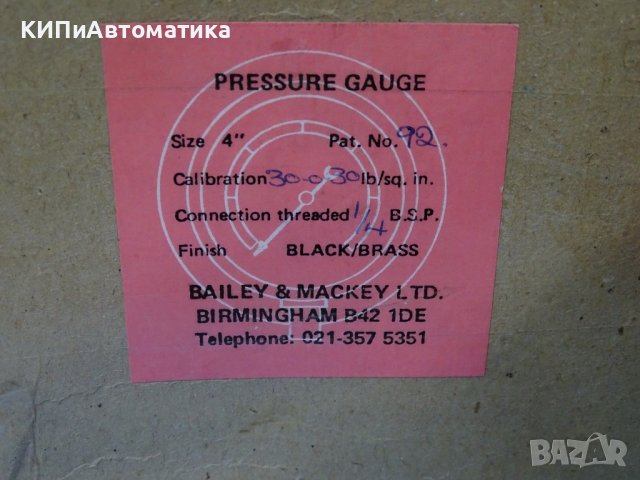 КИПиАвтоматика
PRESSURE GAUGE
Size 4" Pat. No. 92.
Calibration 30-0-30 lb/sq. in.
Connection threaded 1/4 B.S.P.
Finish BLACK/BRASS
BAILEY & MACKEY LTD.
BIRMINGHAM B42 1DE
Telephone: 021-357 5351
BAZAR